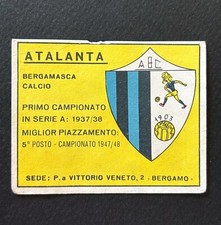 ATALANTA
BERGAMASCA
CALCIO
PRIMO CAMPIONATO
IN SERIE A: 1937/38
MIGLIOR PIAZZAMENTO:
5° POSTO - CAMPIONATO 1947/48
ABC
1903
SEDE: P.a VITTORIO VENETO, 2 - BERGAMO -